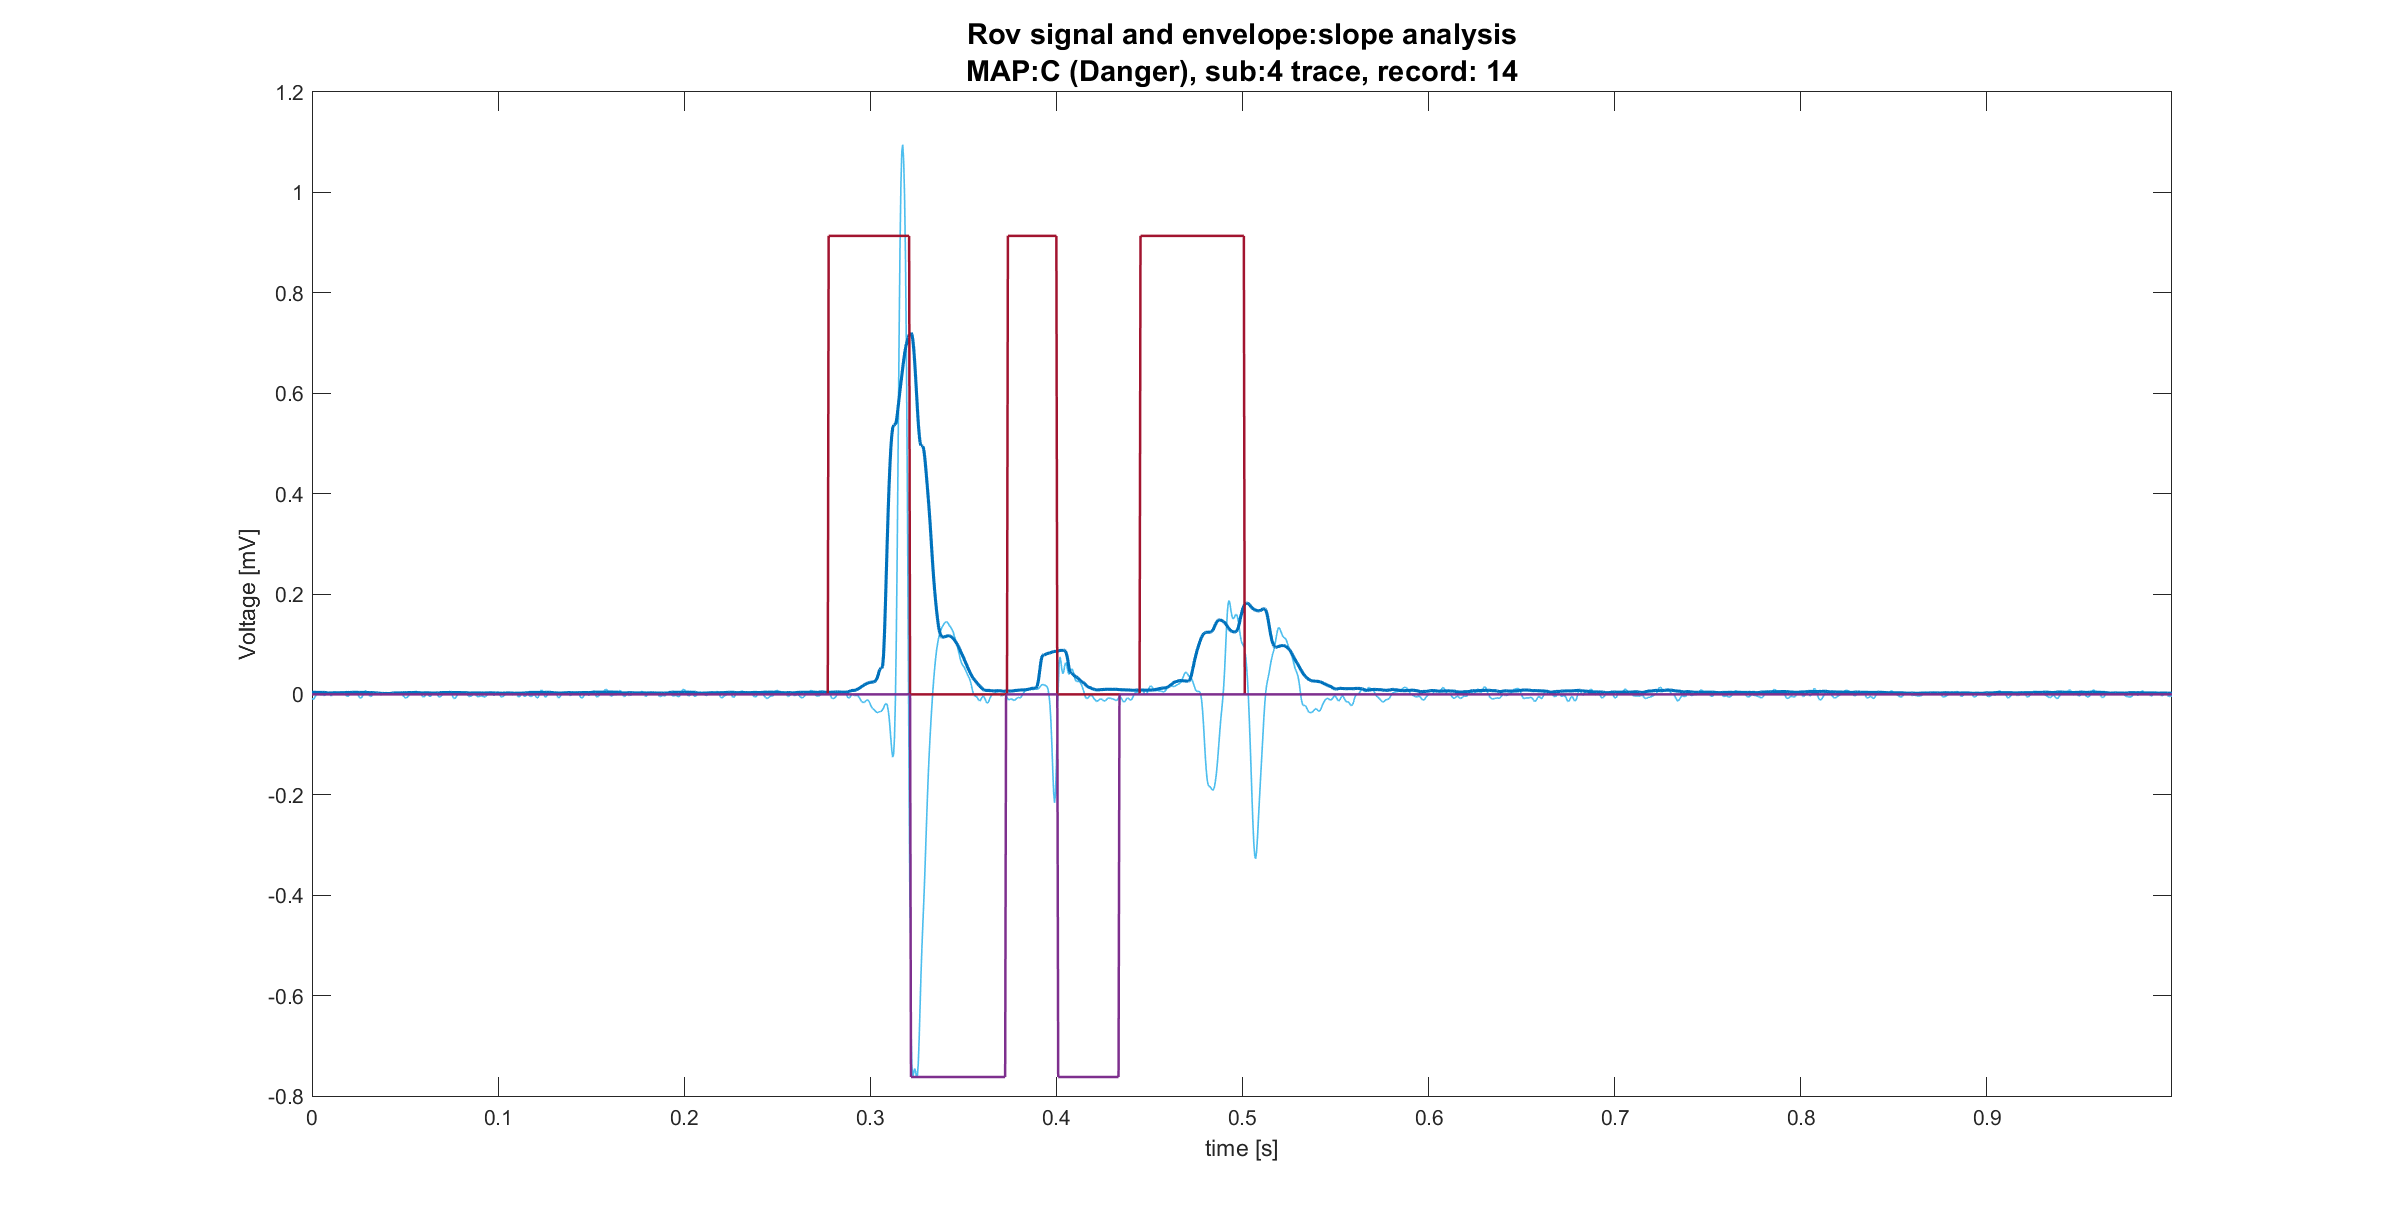 Rov signal and envelope:slope analysis
MAP:C (Danger), sub:4 trace, record: 14
1.2
1
0.8
0.6
0.4
0.2
0
-0.2
-0.4
-0.6
-0.8
Voltage [mV]
0 0.1 0.2 0.3 0.4 0.5 0.6 0.7 0.8 0.9
time [s]